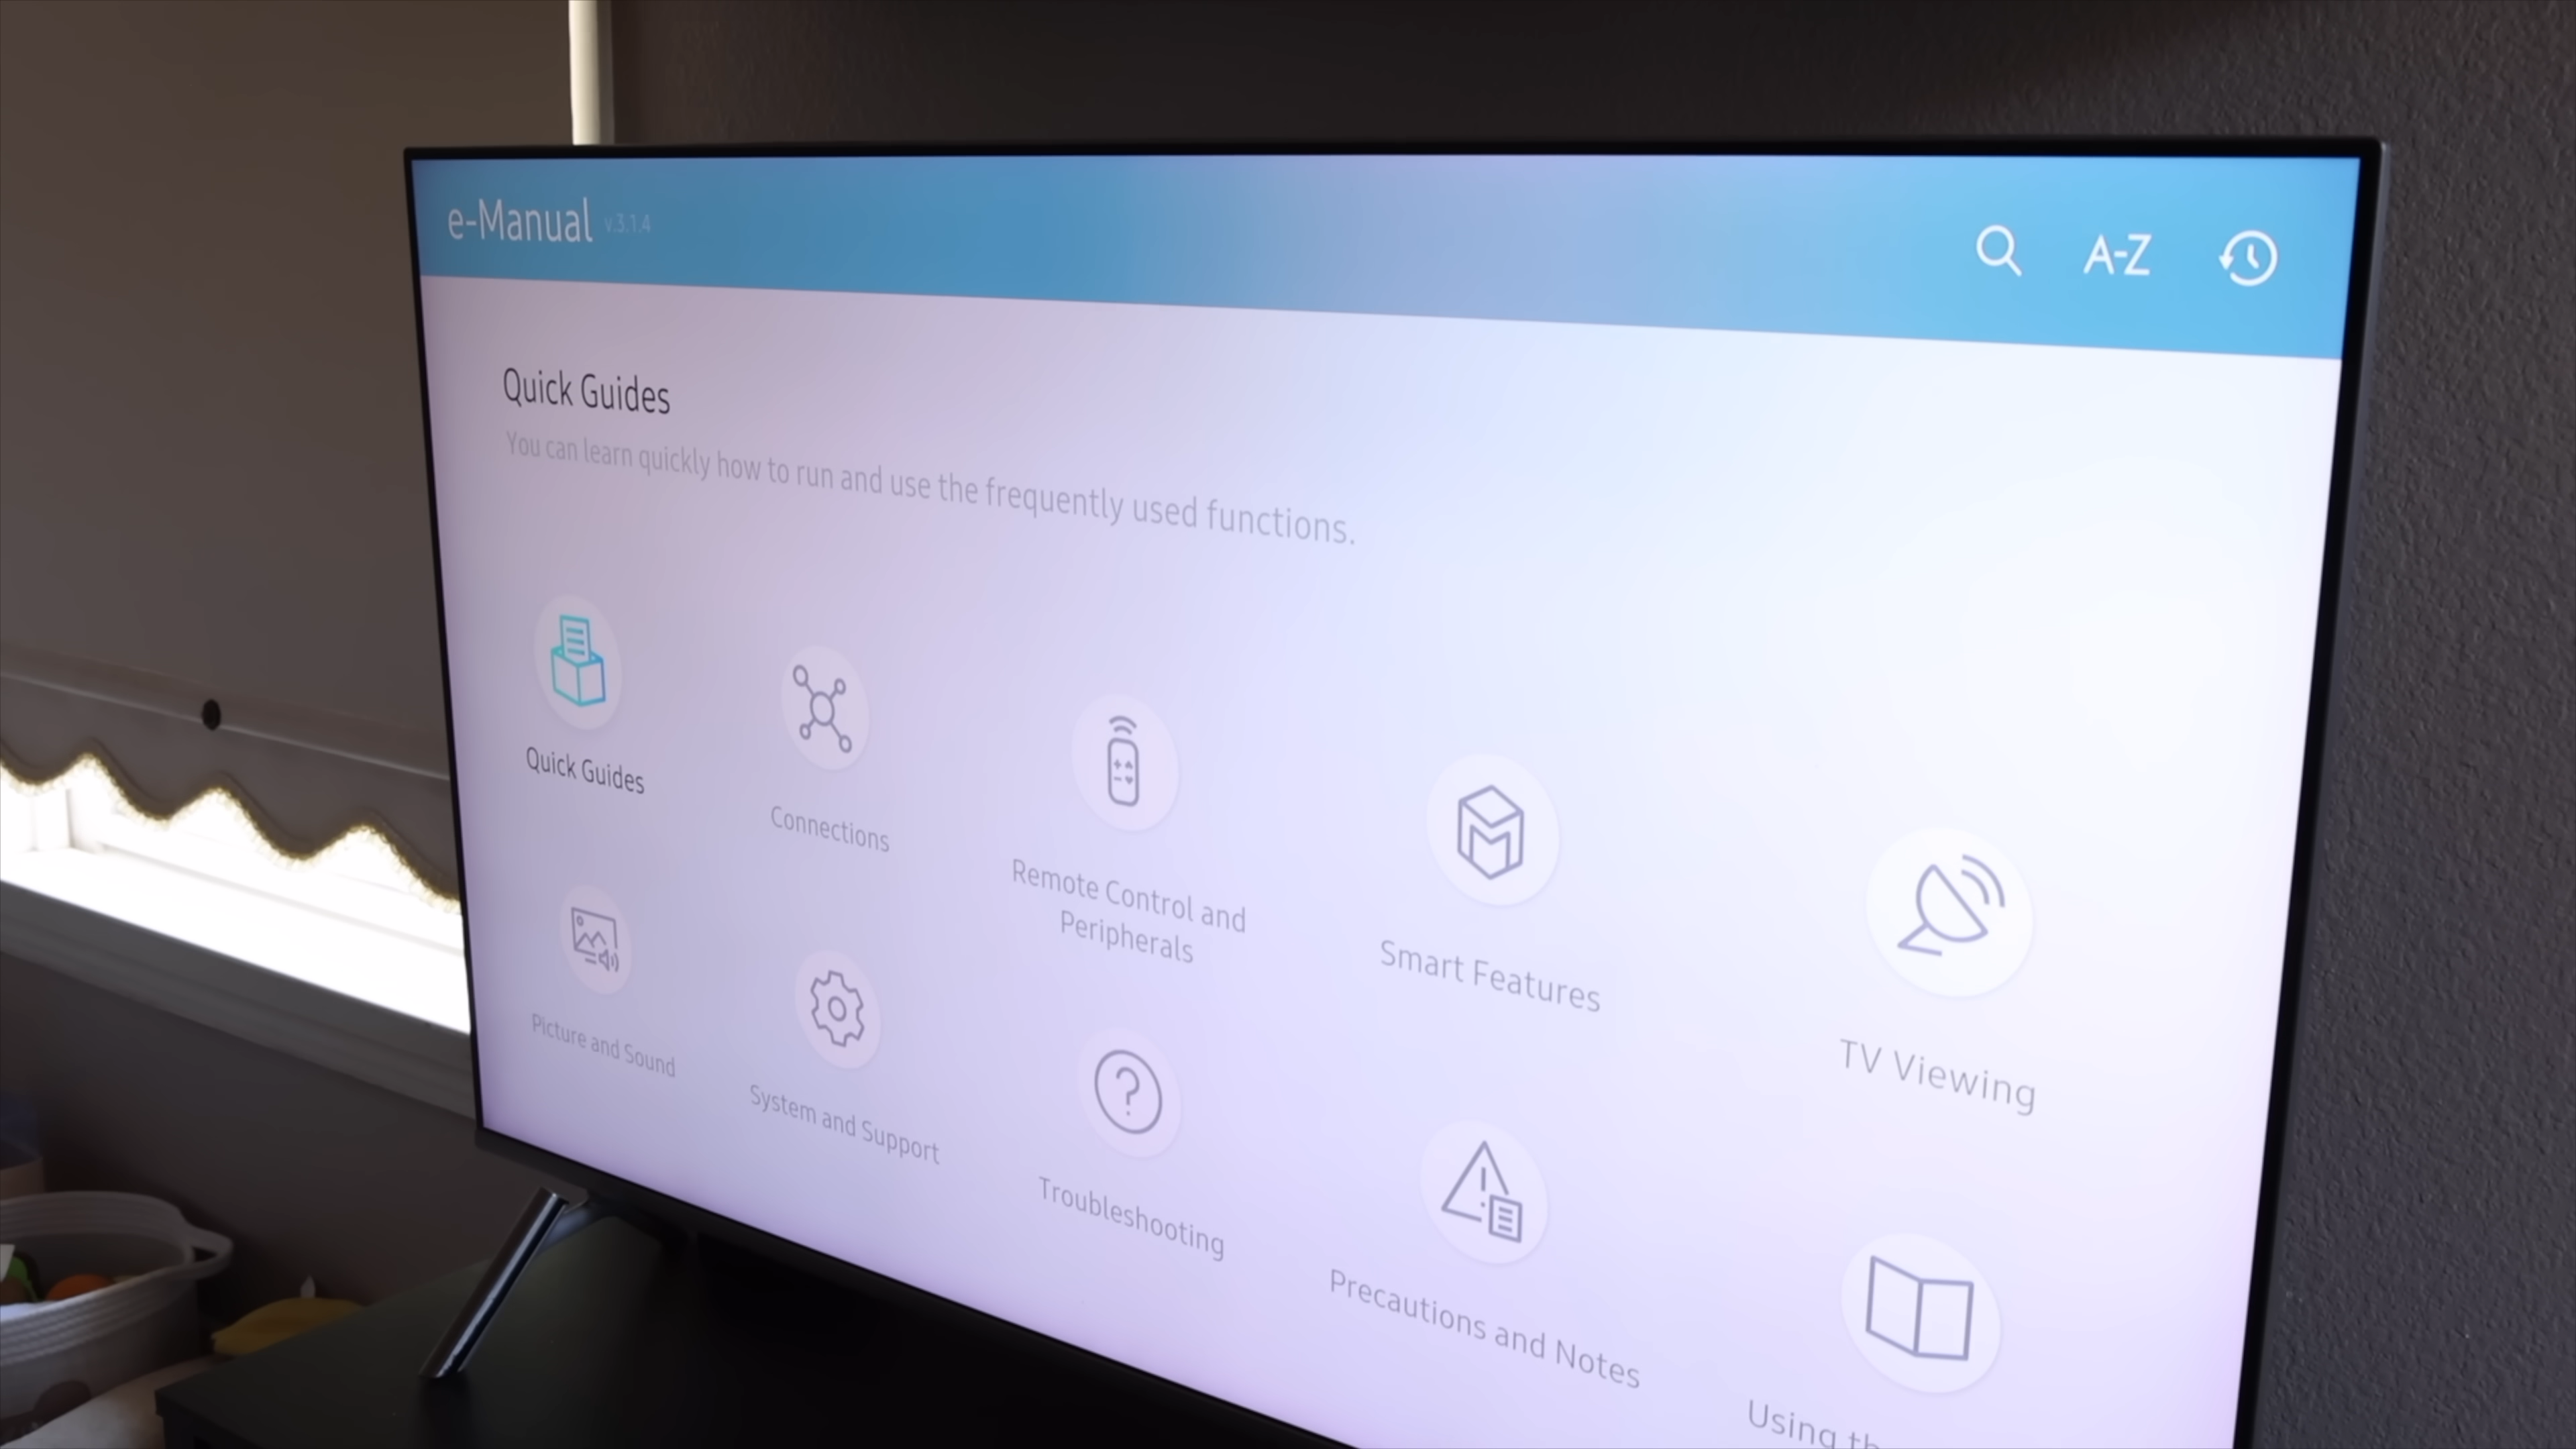 e-Manual v.3.1.4
A-Z
Quick Guides
You can learn quickly how to run and use the frequently used functions.
Quick Guides
Connections
Remote Control and
Peripherals
Smart Features
TV Viewing
Picture and Sound
System and Support
Troubleshooting
Precautions and Notes
Using